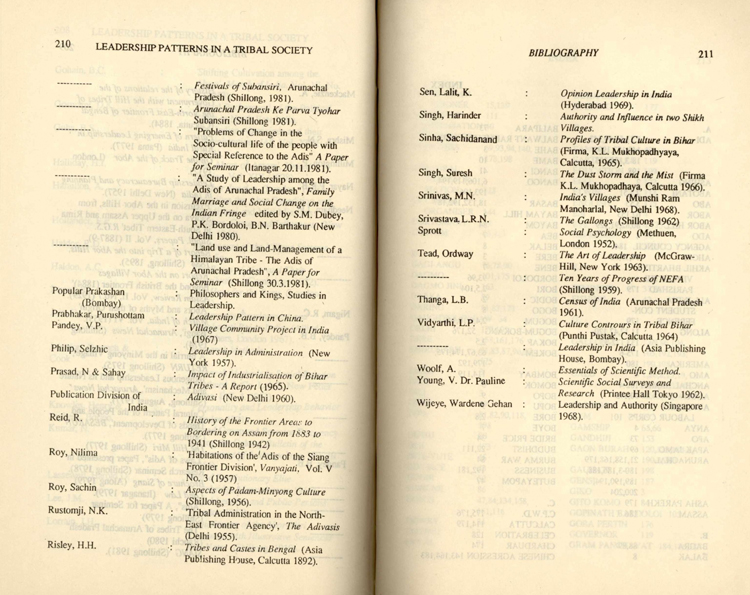 210 LEADERSHIP PATTERNS IN A TRIBAL SOCIETY
----------- : Festivals of Subansiri, Arunachal
Pradesh (Shillong, 1981).
----------- : Arunachal Pradesh Ke Parva Tyohar
Subansiri (Shillong 1981).
----------- : "Problems of Change in the
Socio-cultural life of the people with
Special Reference to the Adis" A Paper
for Seminar (Itanagar 20.11.1981).
----------- : "A Study of Leadership among the
Adis of Arunachal Pradesh", Family
Marriage and Social Change on the
Indian Fringe edited by S.M. Dubey,
P.K. Bordoloi, B.N. Barthakur (New
Delhi 1980).
----------- : "Land use and Land-Management of a
Himalayan Tribe - The Adis of
Arunachal Pradesh", A Paper for
Seminar (Shillong 30.3.1981).
Popular Prakashan : Philosophers and Kings, Studies in
(Bombay) Leadership.
Prabhakar, Purushottam : Leadership Pattern in China.
Pandey, V.P. : Village Community Project in India
(1967)
Philip, Selzhic : Leadership in Administration (New
York 1957).
Prasad, N & Sahay : Impact of Industrialisation of Bihar
Tribes - A Report (1965).
Publication Division of : Adivasi (New Delhi 1960).
India
Reid, R. : History of the Frontier Areas to
Bordering on Assam from 1883 to
1941 (Shillong 1942)
Roy, Nilima : 'Habitations of the Adis of the Siang
Frontier Division', Vanyajati, Vol. V
No. 3 (1957)
Roy, Sachin : Aspects of Padam-Minyong Culture
(Shillong, 1956).
Rustomji, N.K. : 'Tribal Administration in the North-
East Frontier Agency', The Adivasis
(Delhi 1955).
Risley, H.H. : Tribes and Castes in Bengal (Asia
Publishing House, Calcutta 1892).
BIBLIOGRAPHY 211
Sen, Lalit, K. : Opinion Leadership in India
(Hyderabad 1969).
Singh, Harinder : Authority and Influence in two Shikh
Villages.
Sinha, Sachidanand : Profiles of Tribal Culture in Bihar
(Firma, K.L. Mukhopadhyaya,
Calcutta, 1965).
Singh, Suresh : The Dust Storm and the Mist (Firma
K.L. Mukhopadhaya, Calcutta 1966).
Srinivas, M.N. : India's Villages (Munshi Ram
Manoharlal, New Delhi 1968).
Srivastava, L.R.N. : The Gallongs (Shillong 1962)
Sprott : Social Psychology (Methuen,
London 1952).
Tead, Ordway : The Art of Leadership (McGraw-
Hill, New York 1963).
----------- : Ten Years of Progress of NEFA
(Shillong 1959).
Thanga, L.B. : Census of India (Arunachal Pradesh
1961).
Vidyarthi, L.P. : Culture Contrours in Tribal Bihar
(Punthi Pustak, Calcutta 1964)
----------- : Leadership in India (Asia Publishing
House, Bombay).
Woolf, A. : Essentials of Scientific Method.
Young, V. Dr. Pauline : Scientific Social Surveys and
Research (Printee Hall Tokyo 1962).
Wijeye, Wardene Gehan : Leadership and Authority (Singapore
1968).